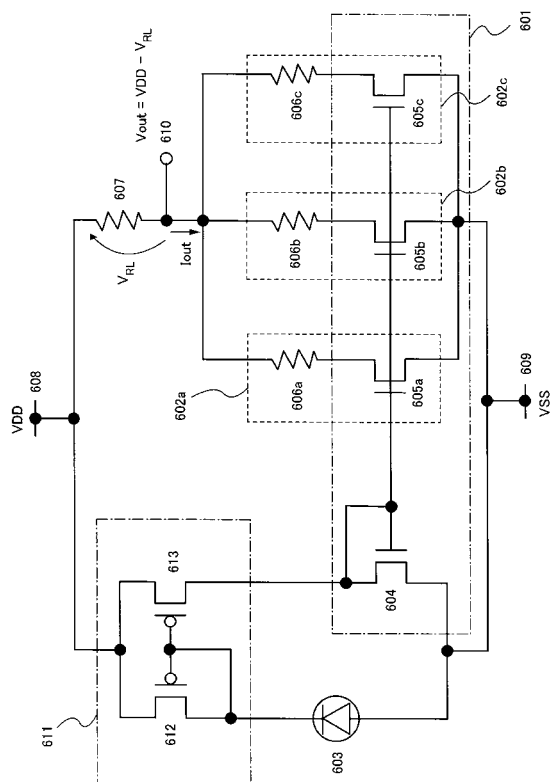 Vout = VDD - VRL
610
607
VRL
Iout
VDD
608
606a
606b
606c
602a
602b
602c
601
605a
605b
605c
611
612
613
604
603
VSS
609